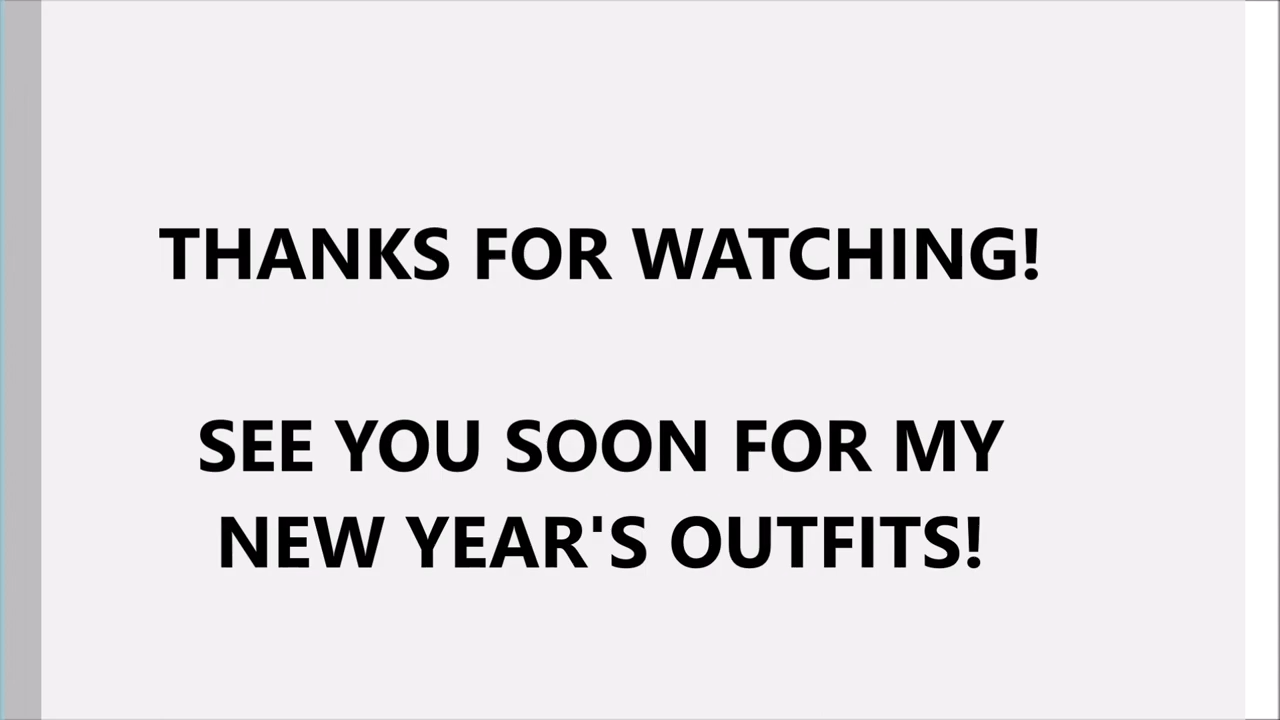 THANKS FOR WATCHING!
SEE YOU SOON FOR MY
NEW YEAR'S OUTFITS!